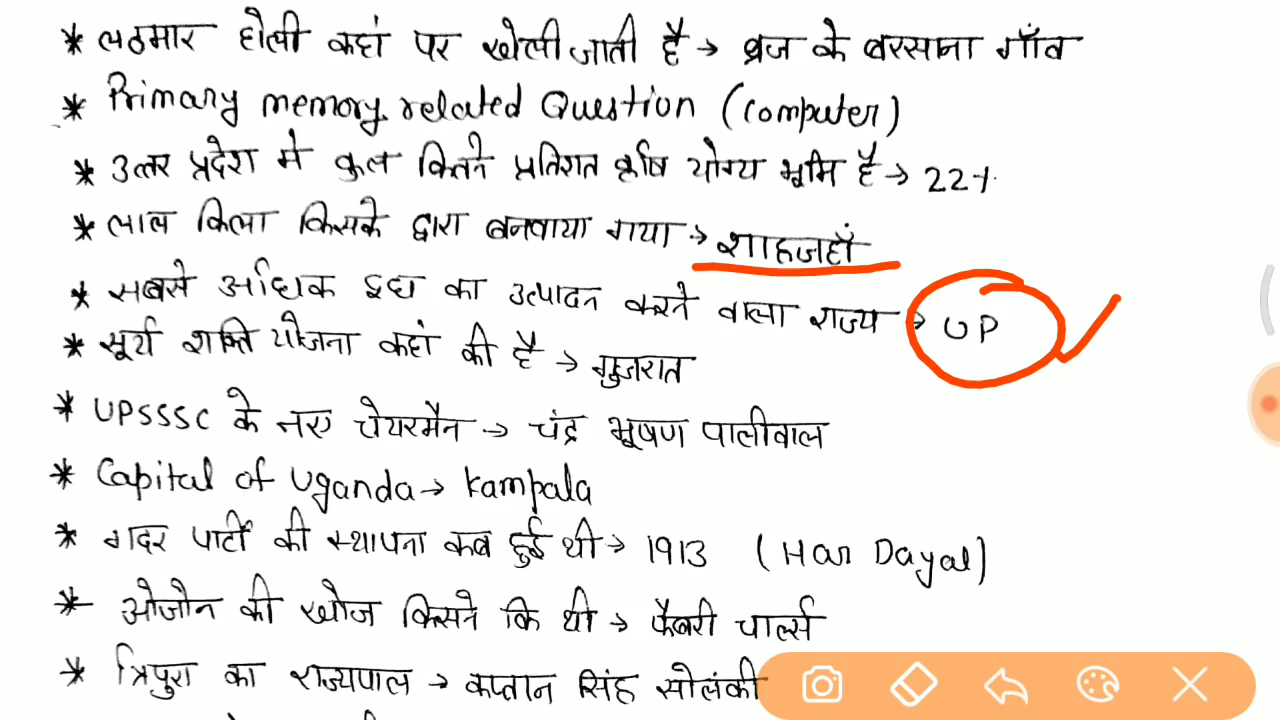 * लठमार होली कहां पर खेली जाती है → ब्रज के बरसाना गाँव
* Primary memory related Question (Computer)
* उत्तर प्रदेश मे कुल कितने प्रतिशत कृषि योग्य भूमि है → 22%
* लाल किला किसके द्वारा बनवाया गया → शाहजहाँ
* सबसे अधिक दुध का उत्पादन करने वाला राज्य → UP
* सूर्य शक्ति योजना कहां की है → गुजरात
* UPSSSC के नए चेयरमैन → चंद्र भूषण पालीवाल
* Capital of Uganda → Kampala
* गदर पार्टी की स्थापना कब हुई थी → 1913 (Har Dayal)
* ओजोन की खोज किसने कि थी → फैबरी चार्ल्स
* त्रिपुरा का राज्यपाल → कप्तान सिंह सोलंकी